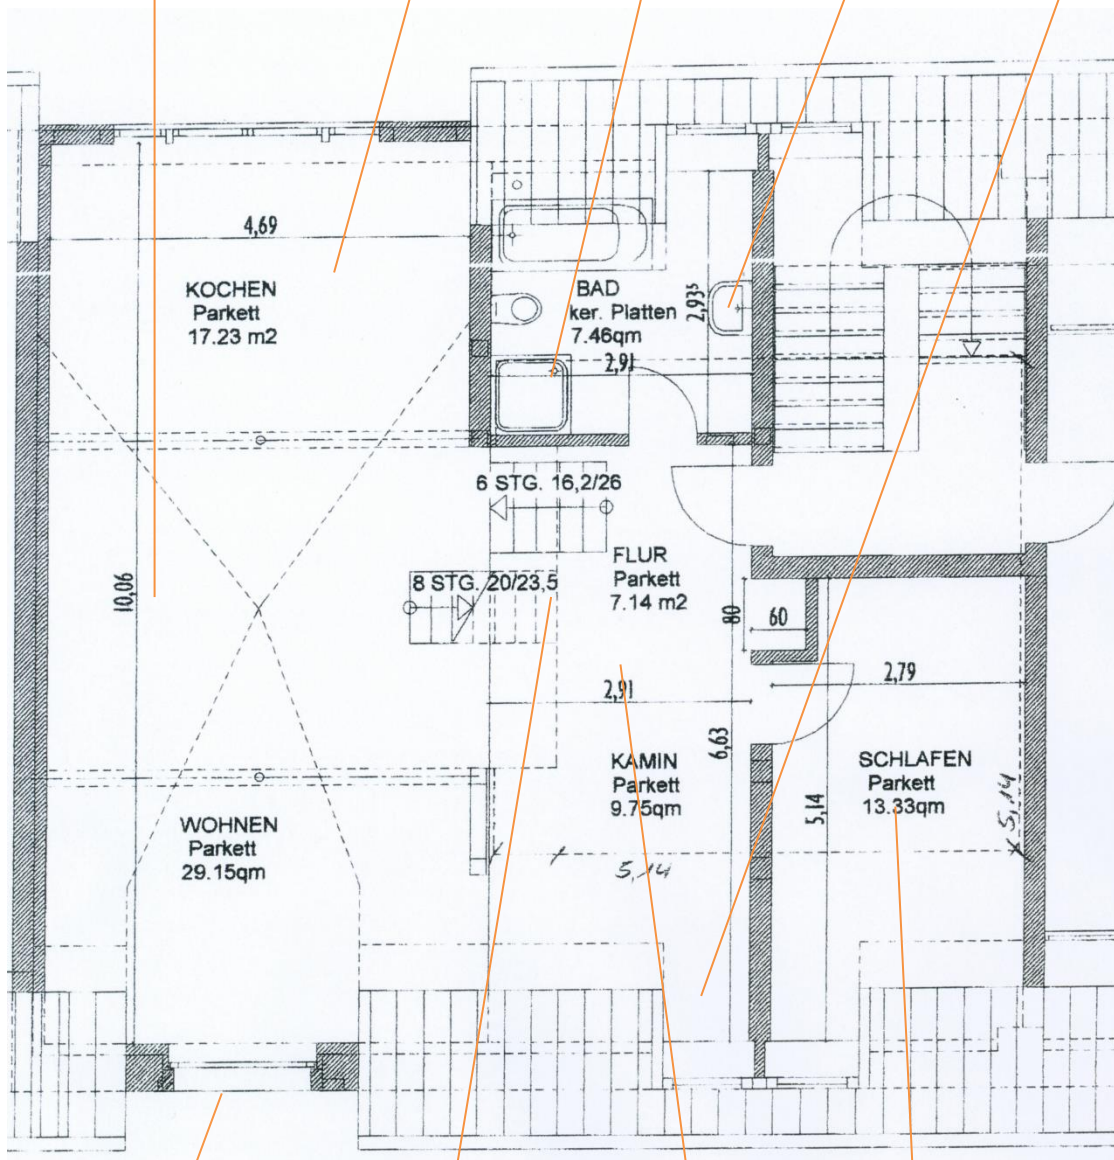 4,69
KOCHEN
Parkett
17.23 m2
BAD
ker. Platten
7.46qm
2,93⁵
2,91
6 STG. 16,2/26
FLUR
Parkett
7.14 m2
8 STG. 20/23,5
10,06
80
60
2,91
2,79
6,63
KAMIN
Parkett
9.75qm
SCHLAFEN
Parkett
13.33qm
5,14
5,14
WOHNEN
Parkett
29.15qm
5,14